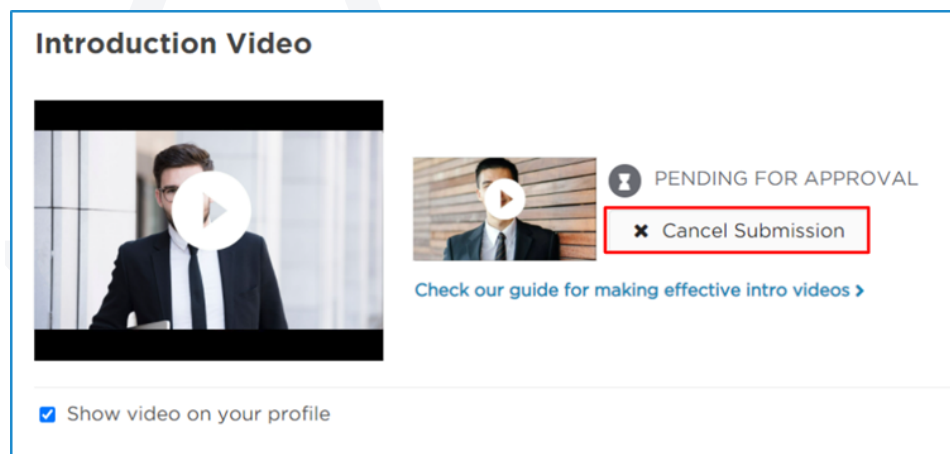 Introduction Video
PENDING FOR APPROVAL
✖ Cancel Submission
Check our guide for making effective intro videos >
Show video on your profile